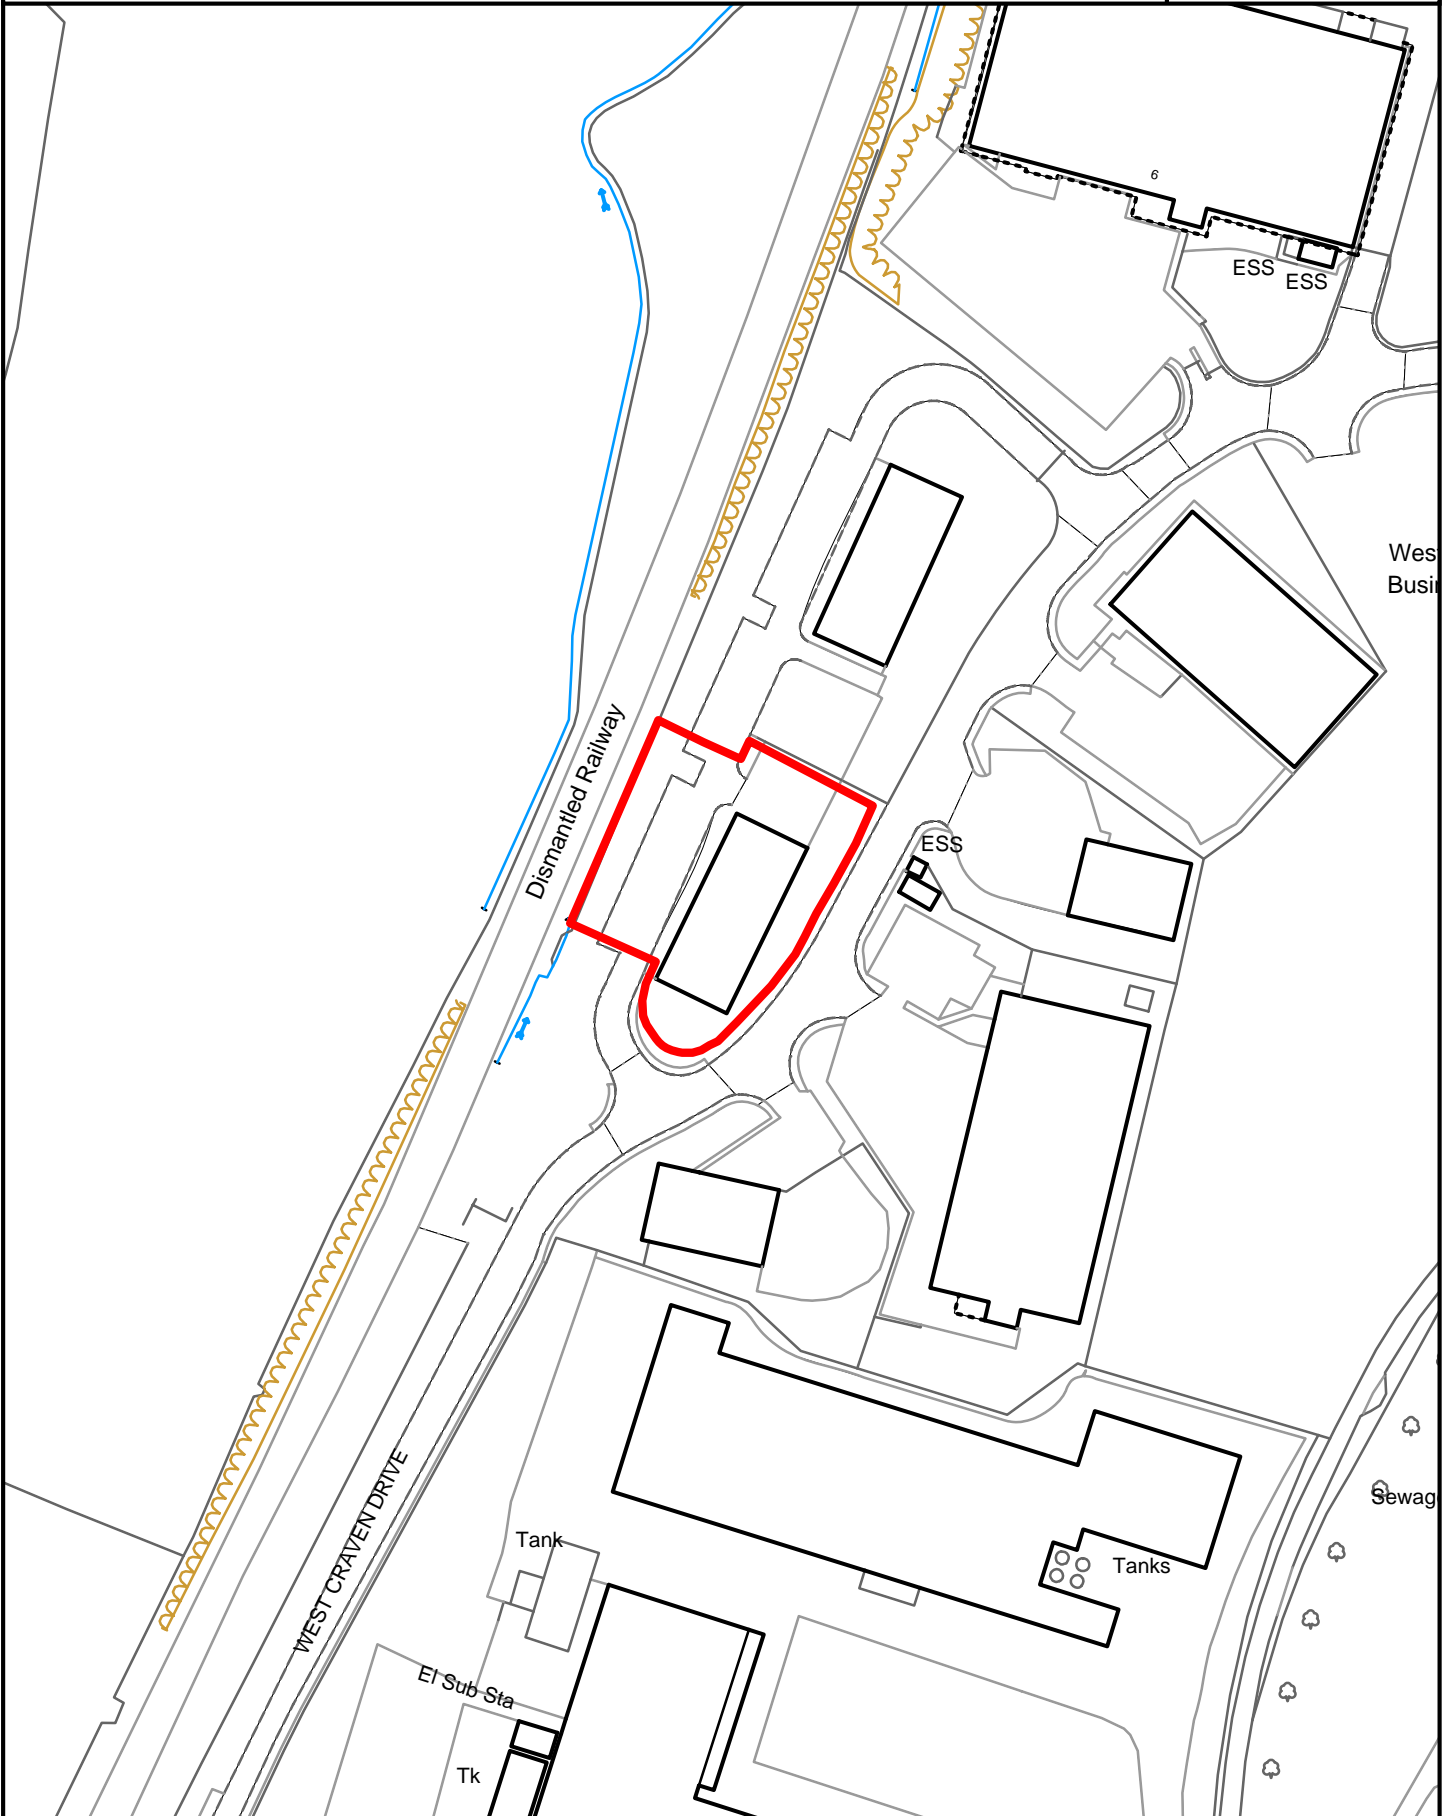 6
ESS
ESS
Wes
Busi
Dismantled Railway
ESS
WEST CRAVEN DRIVE
Sewag
Tank
Tanks
El Sub Sta
Tk